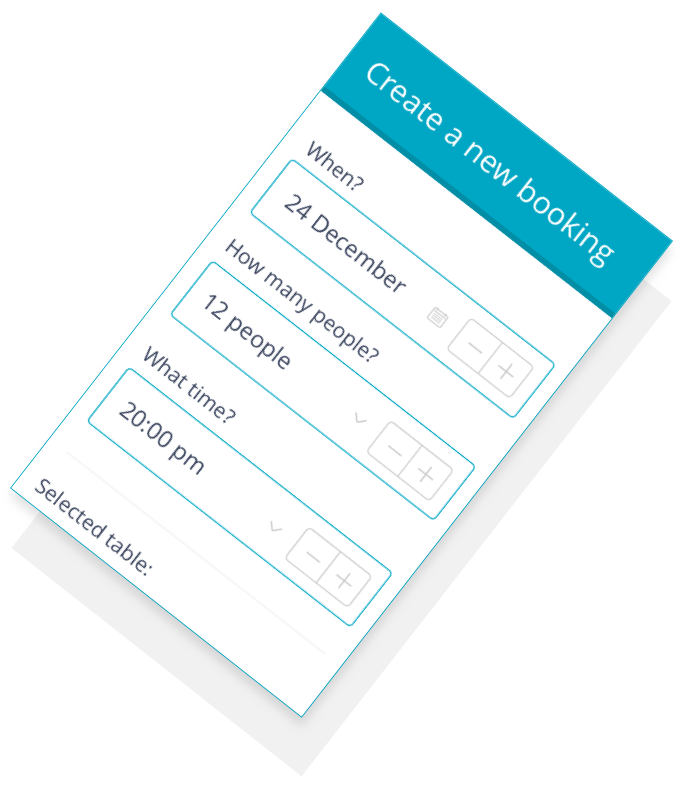 Create a new booking
When?
24 December
How many people?
12 people
What time?
20:00 pm
Selected table: